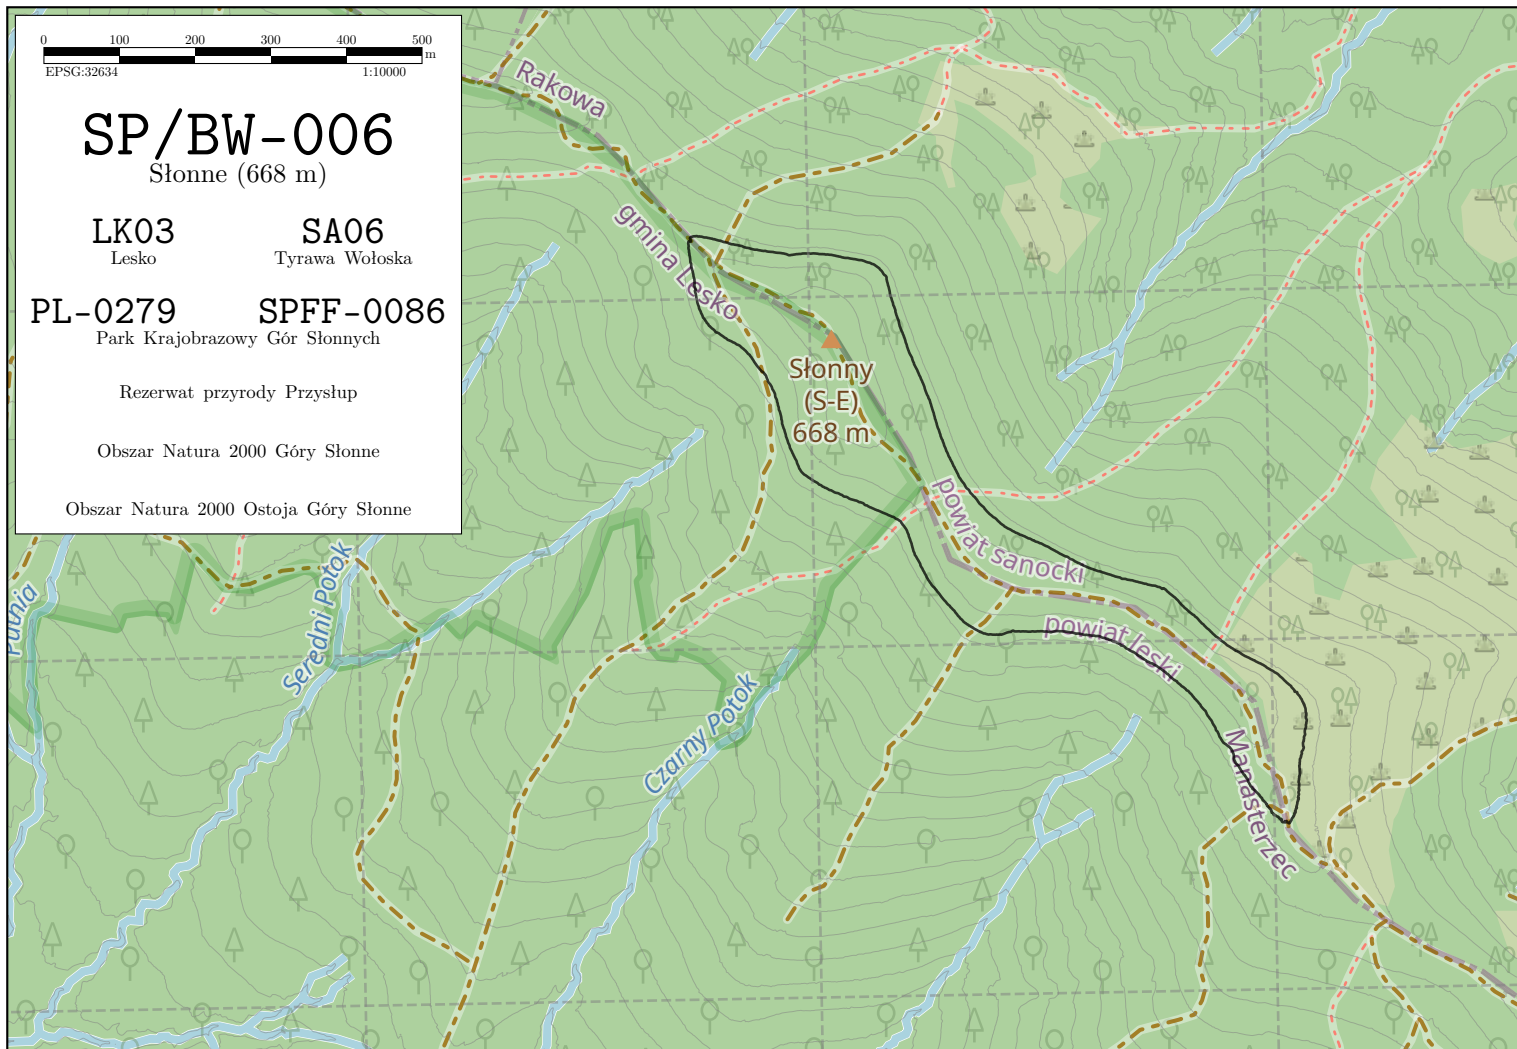 0 100 200 300 400 500
m
EPSG:32634 1:10000
SP/BW-006
Słonne (668 m)
LK03 SA06
Lesko Tyrawa Wołoska
PL-0279 SPFF-0086
Park Krajobrazowy Gór Słonnych
Rezerwat przyrody Przysłup
Obszar Natura 2000 Góry Słonne
Obszar Natura 2000 Ostoja Góry Słonne
Rakowa
gmina Lesko
Słonny
(S-E)
668 m
powiat sanocki
powiat leski
Manasterzec
Seredni Potok
Czarny Potok